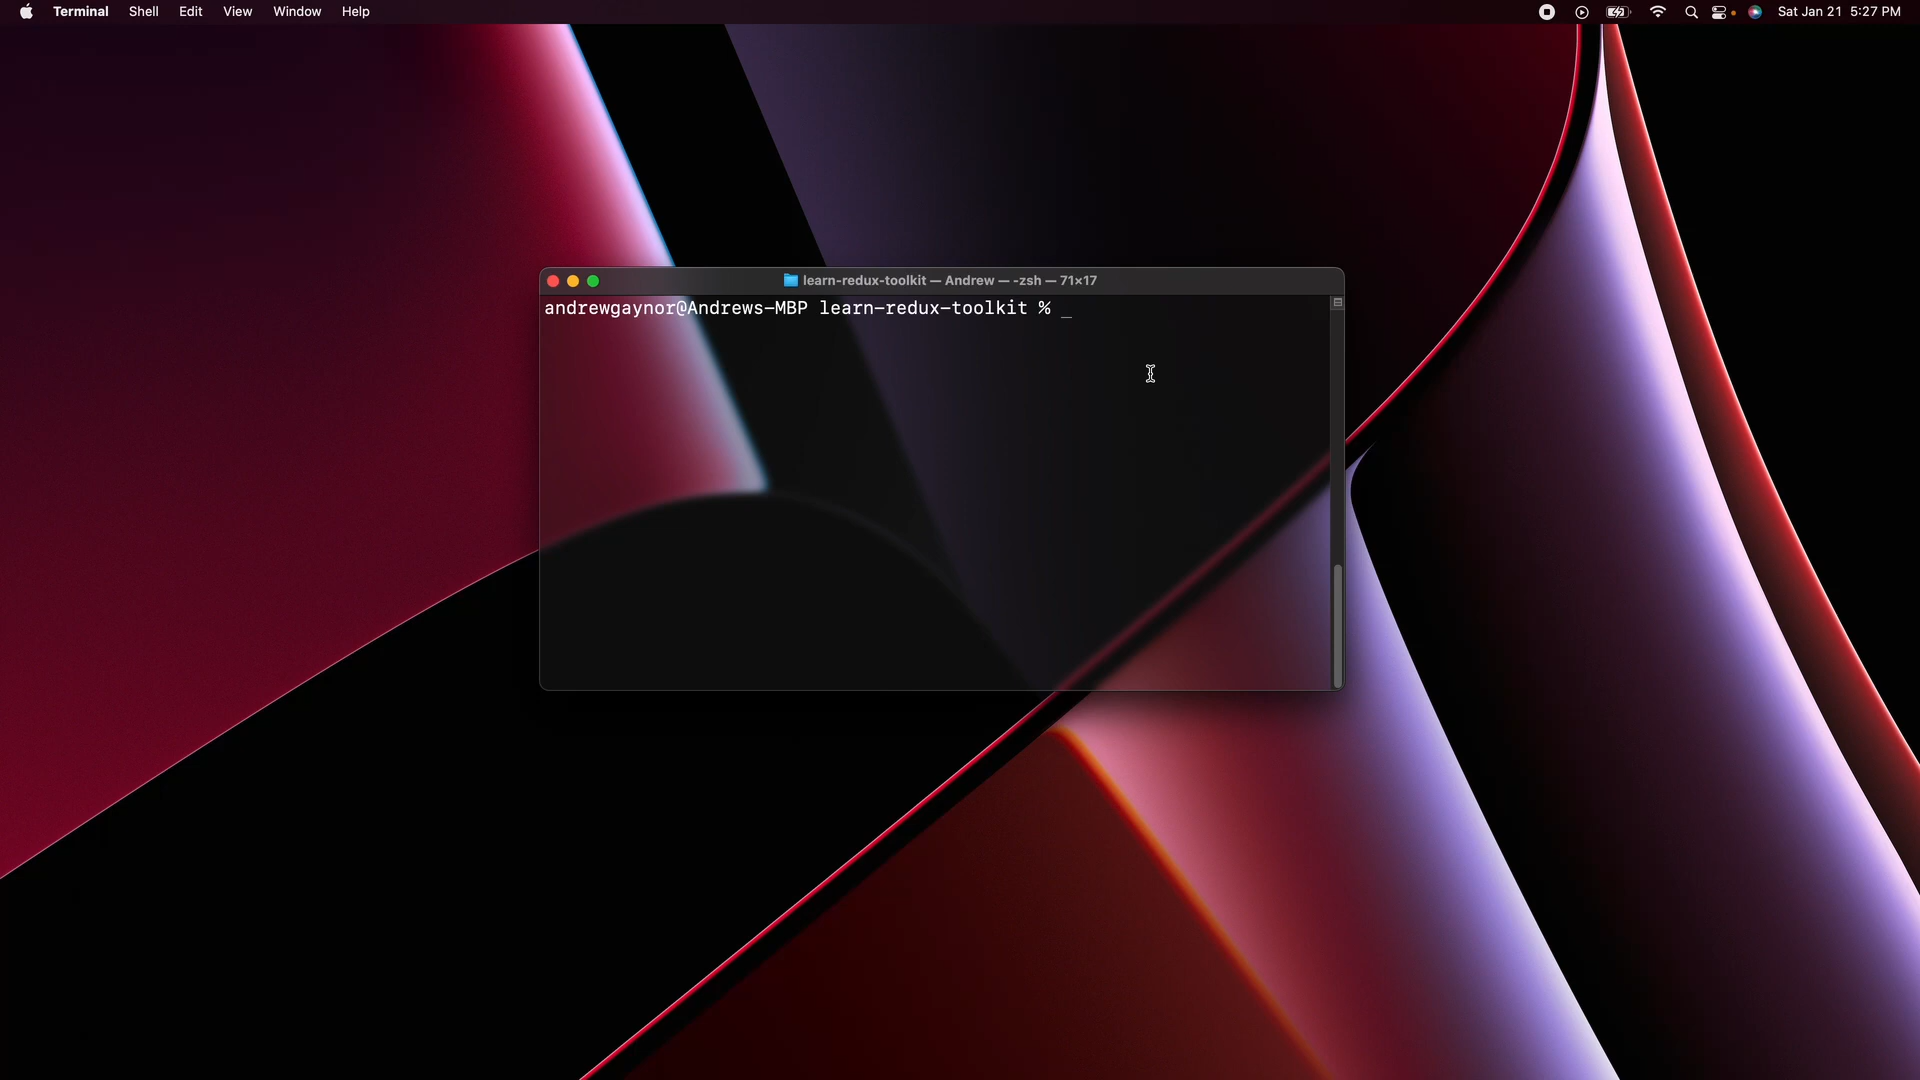 Terminal Shell Edit View Window Help Sat Jan 21 5:27 PM
learn-redux-toolkit — Andrew — -zsh — 71×17
andrewgaynor@Andrews-MBP learn-redux-toolkit % _